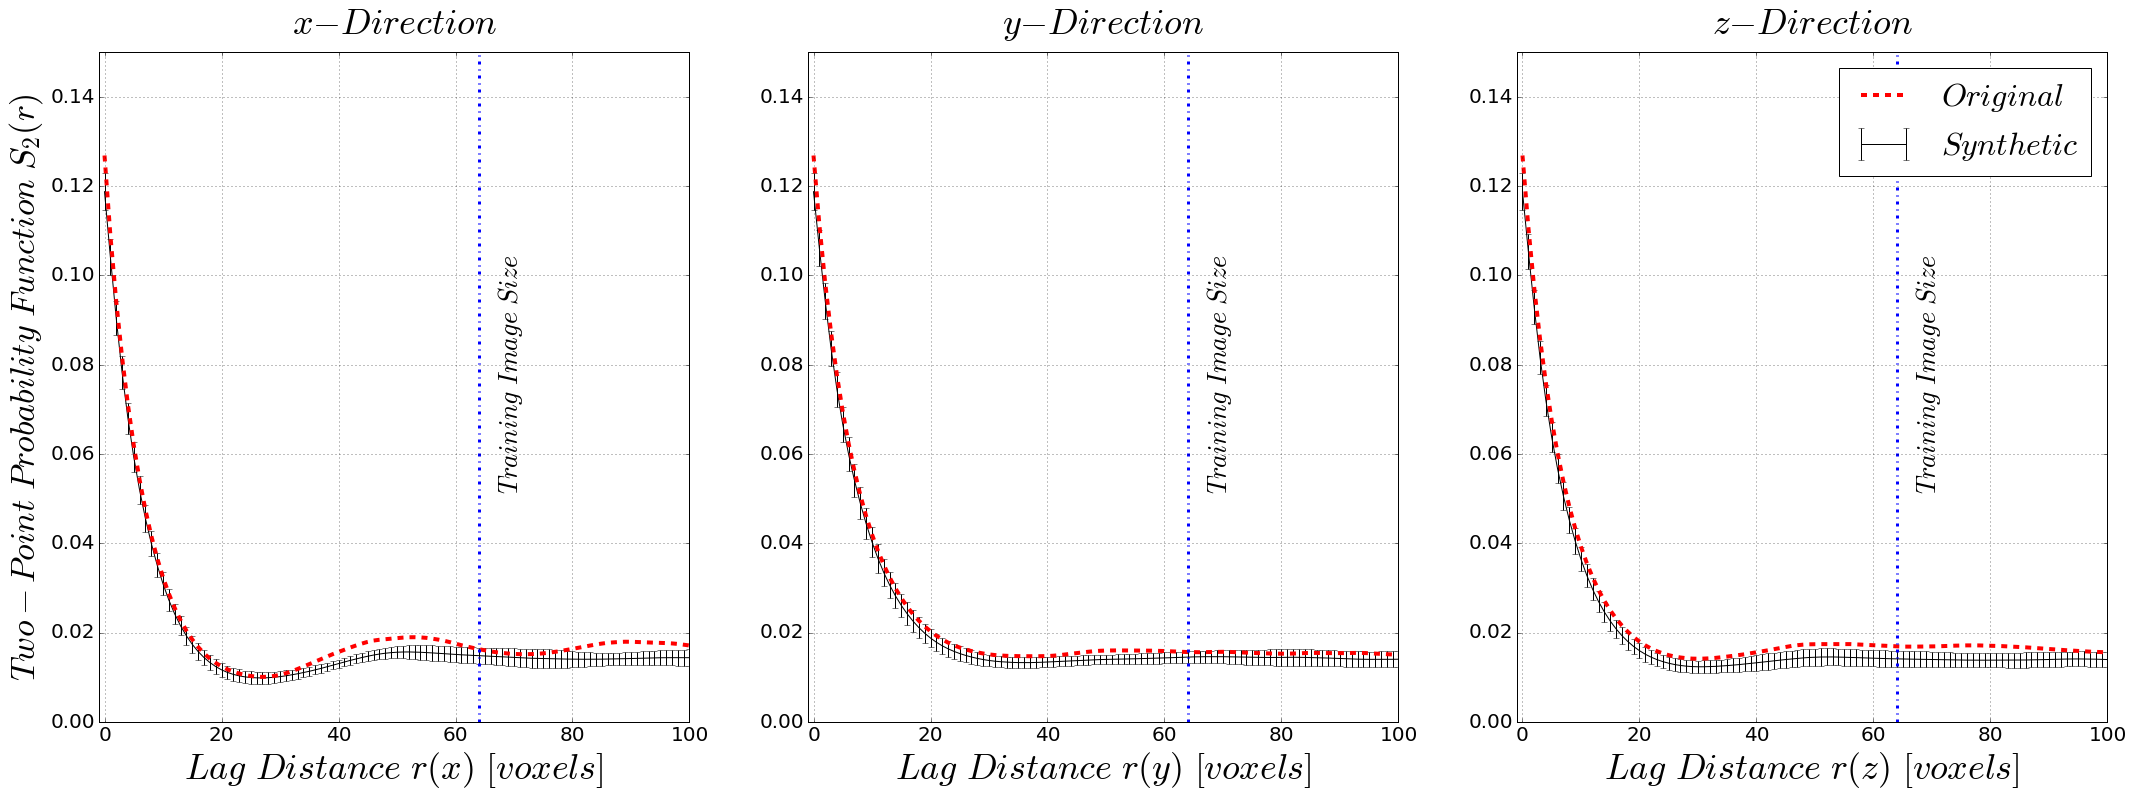 x−Direction
y−Direction
z−Direction
Two − Point Probability Function S₂(r)
0.14
0.12
0.10
0.08
0.06
0.04
0.02
0.00
0 20 40 60 80 100
Training Image Size
Lag Distance r(x) [voxels]
0.14
0.12
0.10
0.08
0.06
0.04
0.02
0.00
0 20 40 60 80 100
Training Image Size
Lag Distance r(y) [voxels]
0.14
0.12
0.10
0.08
0.06
0.04
0.02
0.00
0 20 40 60 80 100
Training Image Size
Lag Distance r(z) [voxels]
Original
Synthetic